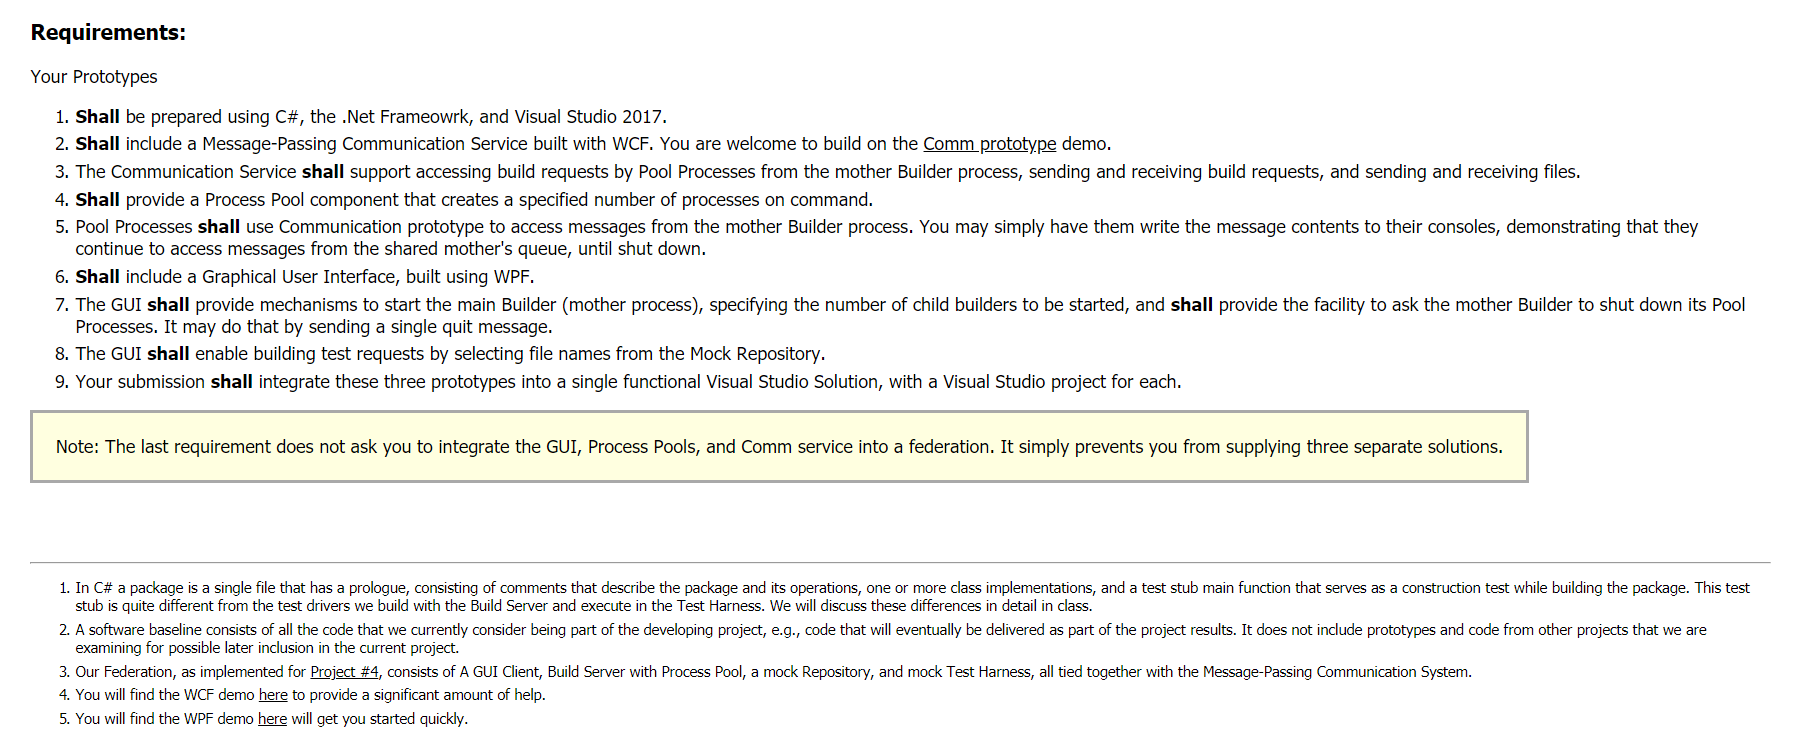 Requirements:
Your Prototypes
1. Shall be prepared using C#, the .Net Frameowrk, and Visual Studio 2017.
2. Shall include a Message-Passing Communication Service built with WCF. You are welcome to build on the Comm prototype demo.
3. The Communication Service shall support accessing build requests by Pool Processes from the mother Builder process, sending and receiving build requests, and sending and receiving files.
4. Shall provide a Process Pool component that creates a specified number of processes on command.
5. Pool Processes shall use Communication prototype to access messages from the mother Builder process. You may simply have them write the message contents to their consoles, demonstrating that they
continue to access messages from the shared mother's queue, until shut down.
6. Shall include a Graphical User Interface, built using WPF.
7. The GUI shall provide mechanisms to start the main Builder (mother process), specifying the number of child builders to be started, and shall provide the facility to ask the mother Builder to shut down its Pool
Processes. It may do that by sending a single quit message.
8. The GUI shall enable building test requests by selecting file names from the Mock Repository.
9. Your submission shall integrate these three prototypes into a single functional Visual Studio Solution, with a Visual Studio project for each.
Note: The last requirement does not ask you to integrate the GUI, Process Pools, and Comm service into a federation. It simply prevents you from supplying three separate solutions.
1. In C# a package is a single file that has a prologue, consisting of comments that describe the package and its operations, one or more class implementations, and a test stub main function that serves as a construction test while building the package. This test
stub is quite different from the test drivers we build with the Build Server and execute in the Test Harness. We will discuss these differences in detail in class.
2. A software baseline consists of all the code that we currently consider being part of the developing project, e.g., code that will eventually be delivered as part of the project results. It does not include prototypes and code from other projects that we are
examining for possible later inclusion in the current project.
3. Our Federation, as implemented for Project #4, consists of A GUI Client, Build Server with Process Pool, a mock Repository, and mock Test Harness, all tied together with the Message-Passing Communication System.
4. You will find the WCF demo here to provide a significant amount of help.
5. You will find the WPF demo here will get you started quickly.